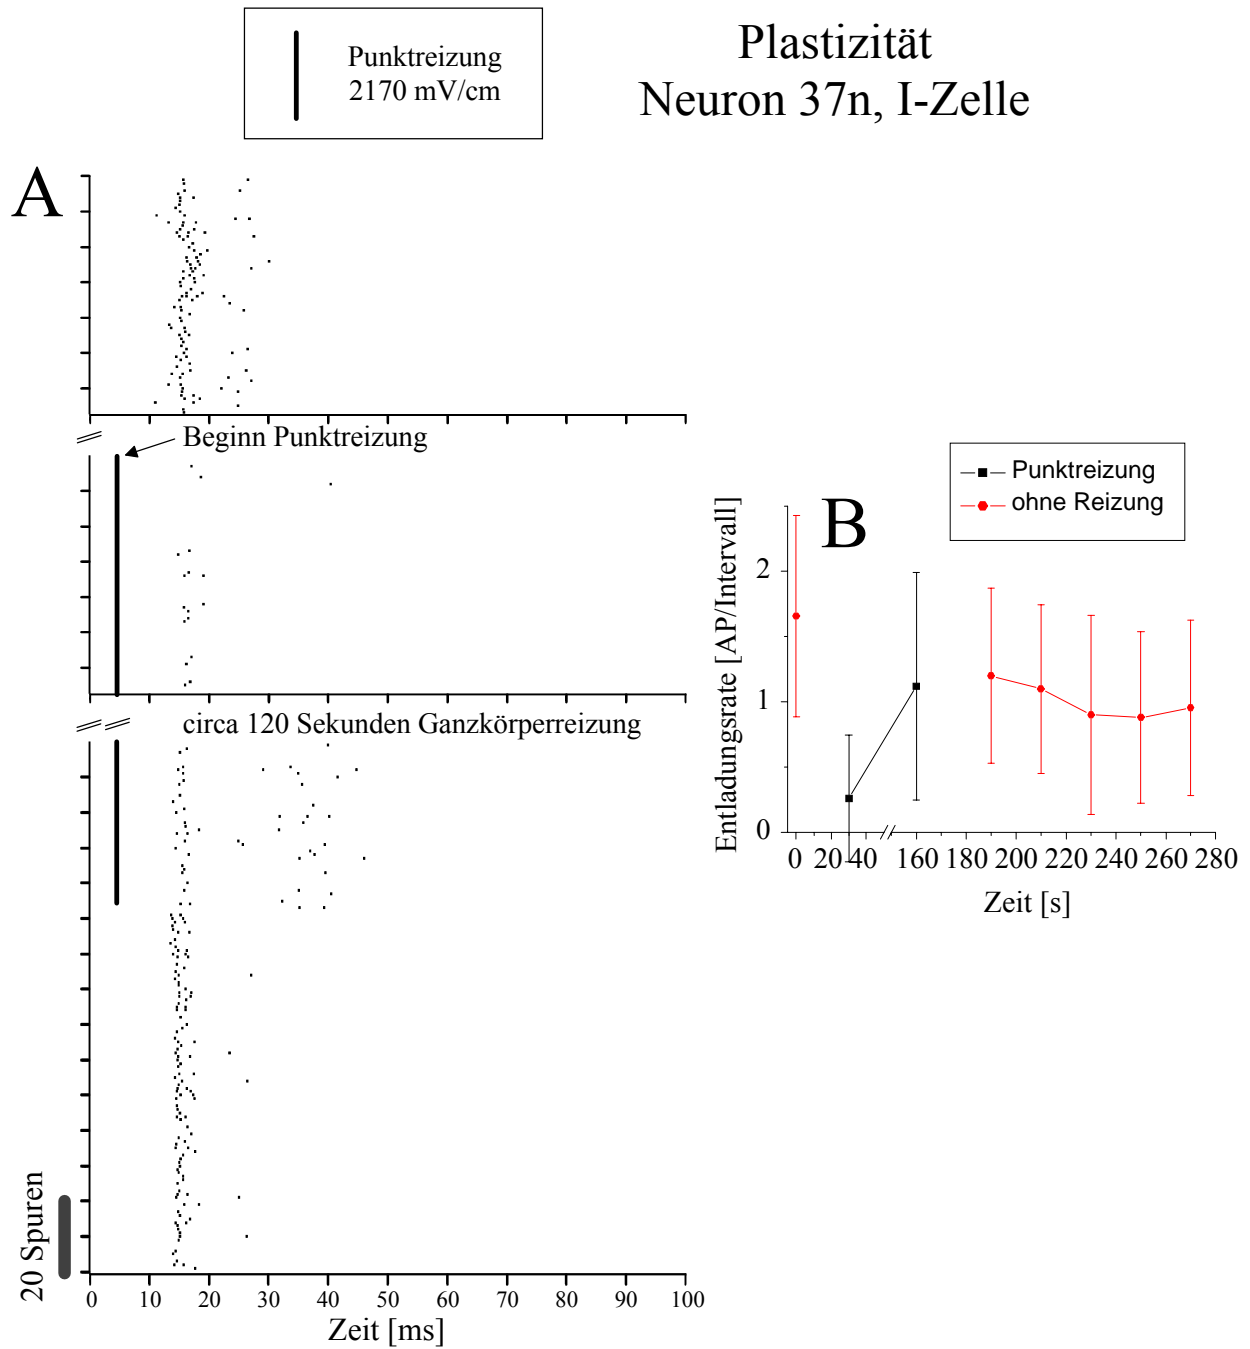 Punktreizung
2170 mV/cm
Plastizität
Neuron 37n, I-Zelle
A
Beginn Punktreizung
circa 120 Sekunden Ganzkörperreizung
20 Spuren
0 10 20 30 40 50 60 70 80 90 100
Zeit [ms]
B
Punktreizung
ohne Reizung
Entladungsrate [AP/Intervall]
2
1
0
0 20 40 160 180 200 220 240 260 280
Zeit [s]